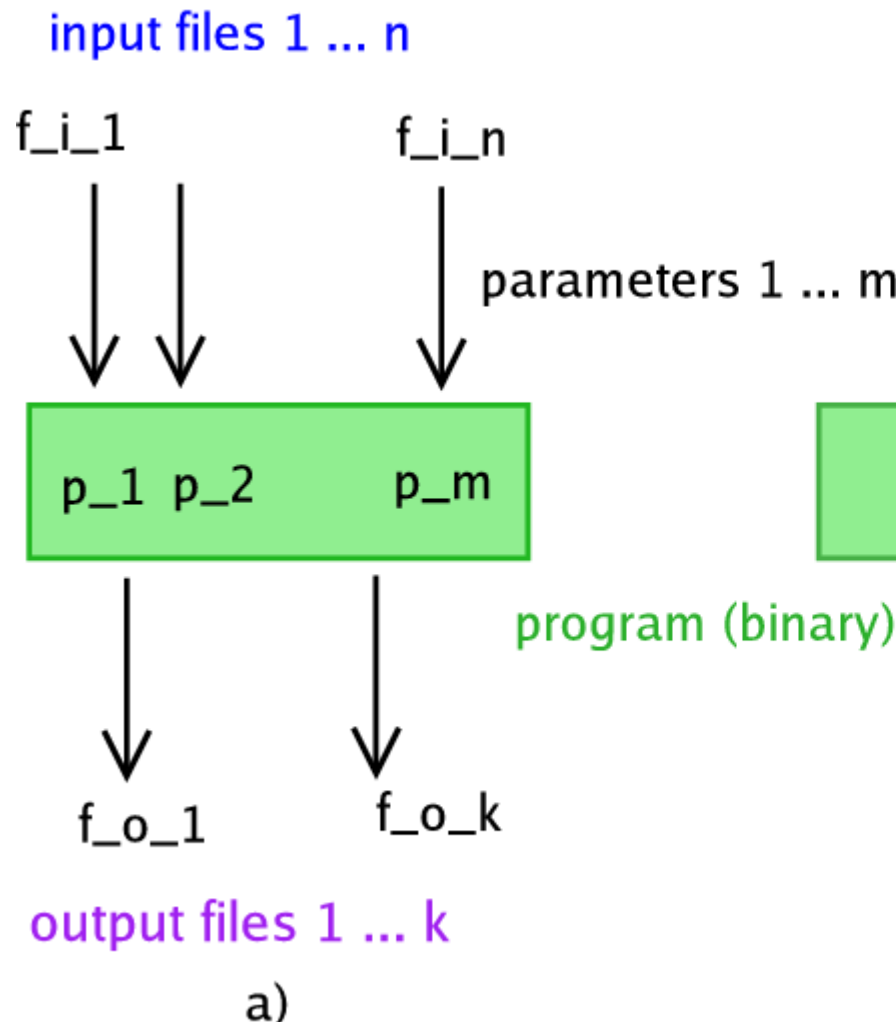 input files 1 ... n
f_i_1
f_i_n
parameters 1 ... m
p_1 p_2 p_m
program (binary)
f_o_1
f_o_k
output files 1 ... k
a)